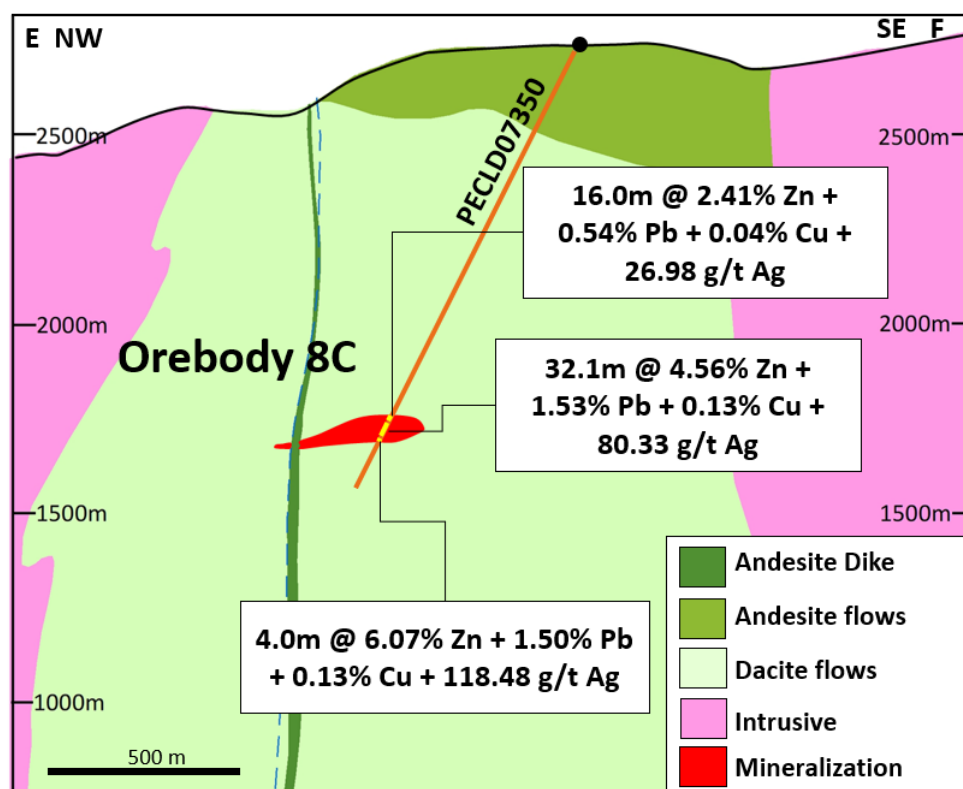 E NW
SE F
2500m
2500m
PECLD07350
16.0m @ 2.41% Zn +
0.54% Pb + 0.04% Cu +
26.98 g/t Ag
2000m
2000m
Orebody 8C
32.1m @ 4.56% Zn +
1.53% Pb + 0.13% Cu +
80.33 g/t Ag
1500m
1500m
4.0m @ 6.07% Zn + 1.50% Pb
+ 0.13% Cu + 118.48 g/t Ag
1000m
500 m
Andesite Dike
Andesite flows
Dacite flows
Intrusive
Mineralization